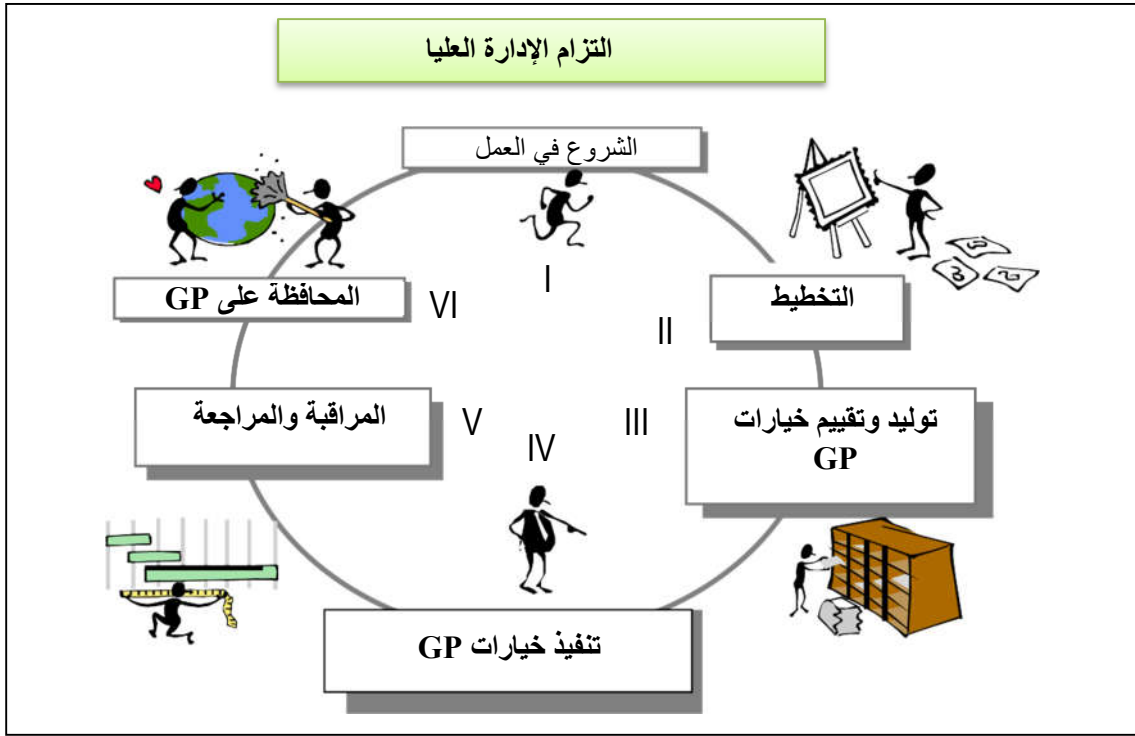 التزام الإدارة العليا
الشروع في العمل
I
التخطيط
II
توليد وتقييم خيارات
GP
III
تنفيذ خيارات GP
IV
المراقبة والمراجعة
V
المحافظة على GP
VI